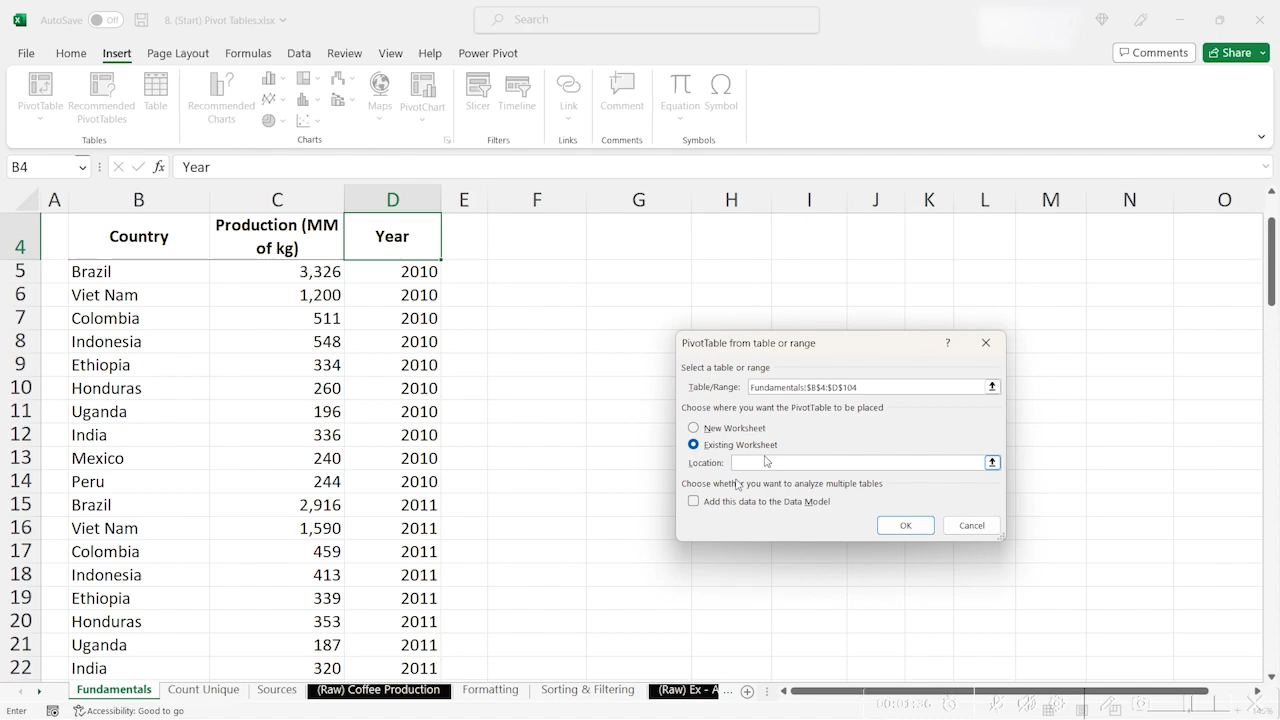 AutoSave Off 8. (Start) Pivot Tables.xlsx Search
File Home Insert Page Layout Formulas Data Review View Help Power Pivot Comments Share
PivotTable Recommended PivotTables Table Recommended Charts Maps PivotChart Slicer Timeline Link Comment Equation Symbol
Tables Charts Filters Links Comments Symbols
B4 fx Year
A B C D E F G H I J K L M N O
4 Country Production (MM of kg) Year
5 Brazil 3,326 2010
6 Viet Nam 1,200 2010
7 Colombia 511 2010
8 Indonesia 548 2010
9 Ethiopia 334 2010
10 Honduras 260 2010
11 Uganda 196 2010
12 India 336 2010
13 Mexico 240 2010
14 Peru 244 2010
15 Brazil 2,916 2011
16 Viet Nam 1,590 2011
17 Colombia 459 2011
18 Indonesia 413 2011
19 Ethiopia 339 2011
20 Honduras 353 2011
21 Uganda 187 2011
22 India 320 2011
PivotTable from table or range ?
Select a table or range
Table/Range: Fundamentals!$B$4:$D$104
Choose where you want the PivotTable to be placed
New Worksheet
Existing Worksheet
Location:
Choose whether you want to analyze multiple tables
Add this data to the Data Model
OK Cancel
Fundamentals Count Unique Sources (Raw) Coffee Production Formatting Sorting & Filtering (Raw) Ex - A ...
Enter Accessibility: Good to go 00:01:36